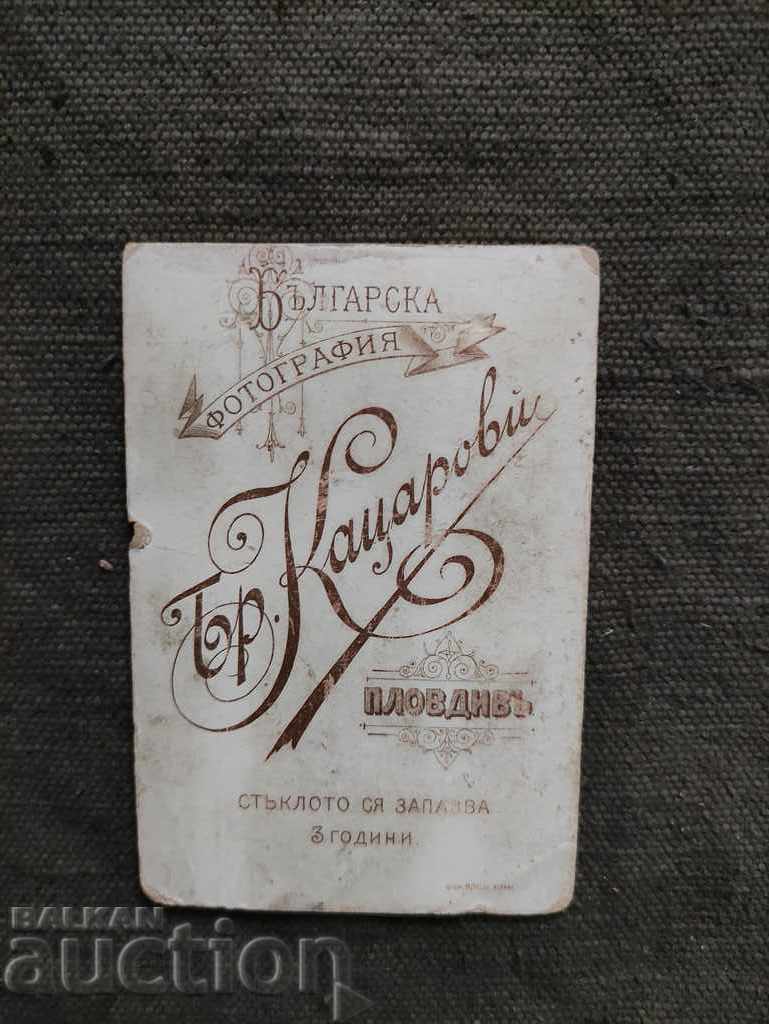 БЪЛГАРСКА
ФОТОГРАФИЯ
Бр. Кацарови
ПЛОВДИВЪ
СТЪКЛОТО СЯ ЗАПАЗВА
3 ГОДИНИ.
BALKAN
auction